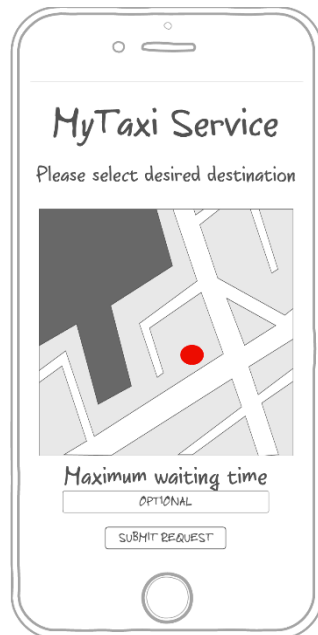 MyTaxi Service
Please select desired destination
Maximum waiting time
OPTIONAL
SUBMIT REQUEST